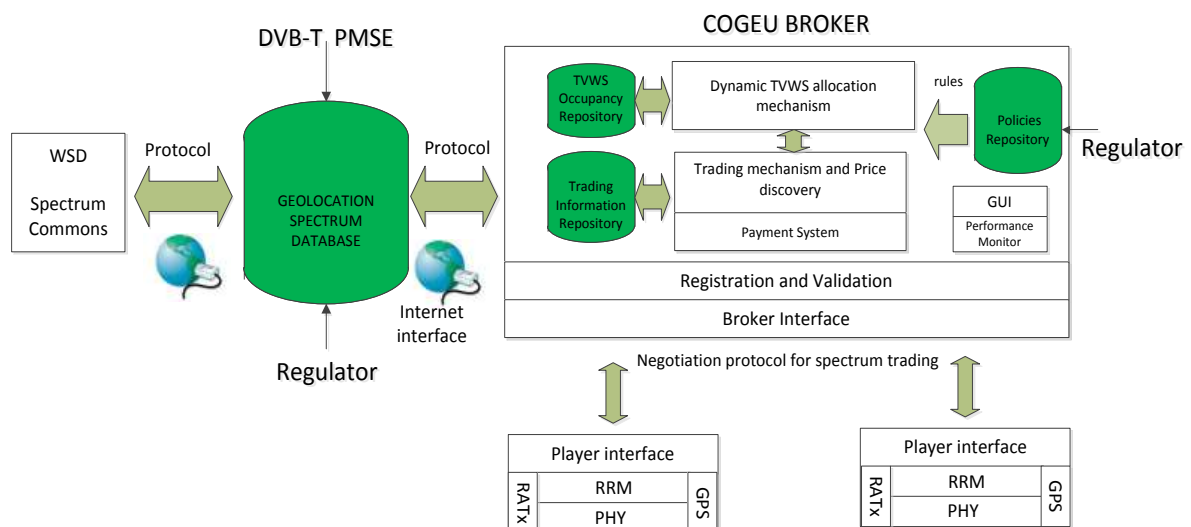 DVB-T PMSE
COGEU BROKER
WSD
Spectrum
Commons
Protocol
GEOLOCATION
SPECTRUM
DATABASE
Protocol
Internet
interface
Regulator
TVWS
Occupancy
Repository
Dynamic TVWS allocation
mechanism
rules
Policies
Repository
Regulator
Trading
Information
Repository
Trading mechanism and Price
discovery
Payment System
GUI
Performance
Monitor
Registration and Validation
Broker Interface
Negotiation protocol for spectrum trading
Player interface
RATx
RRM
PHY
GPS
Player interface
RATx
RRM
PHY
GPS